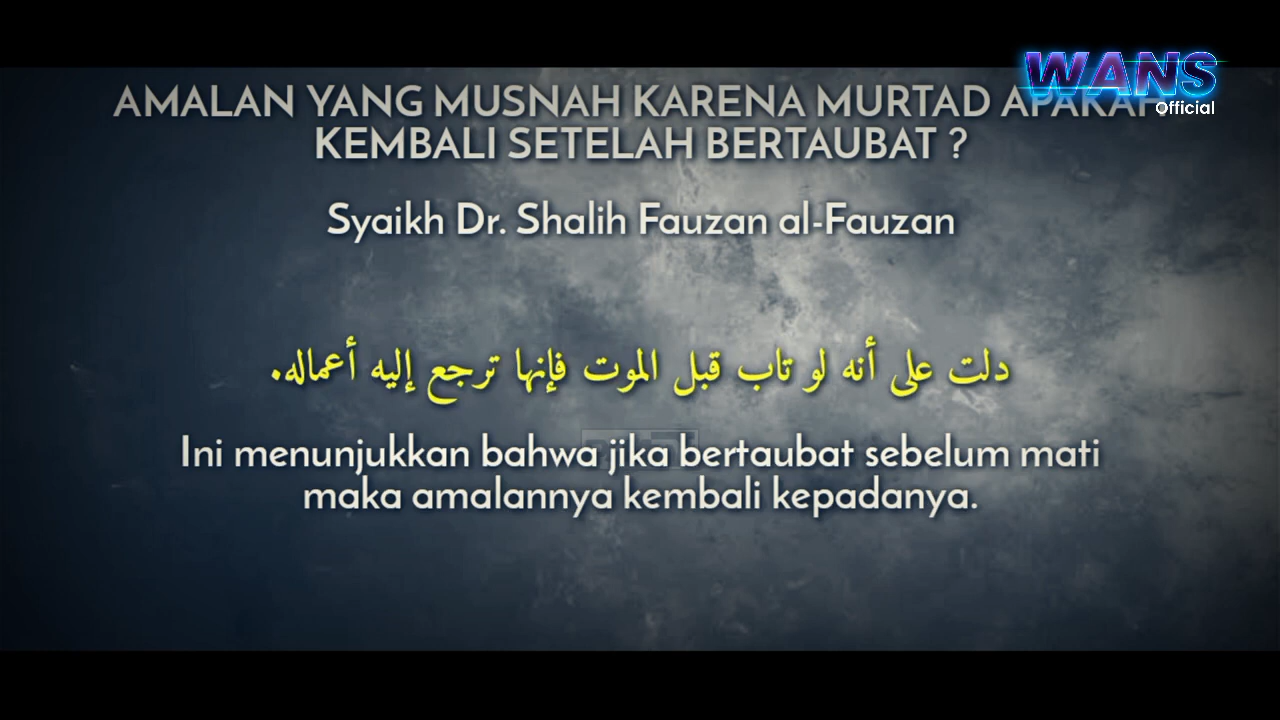 WANS
Official
AMALAN YANG MUSNAH KARENA MURTAD APAKAH
KEMBALI SETELAH BERTAUBAT ?
Syaikh Dr. Shalih Fauzan al-Fauzan
دلت على أنه لو تاب قبل الموت فإنها ترجع إليه أعماله.
Ini menunjukkan bahwa jika bertaubat sebelum mati
maka amalannya kembali kepadanya.